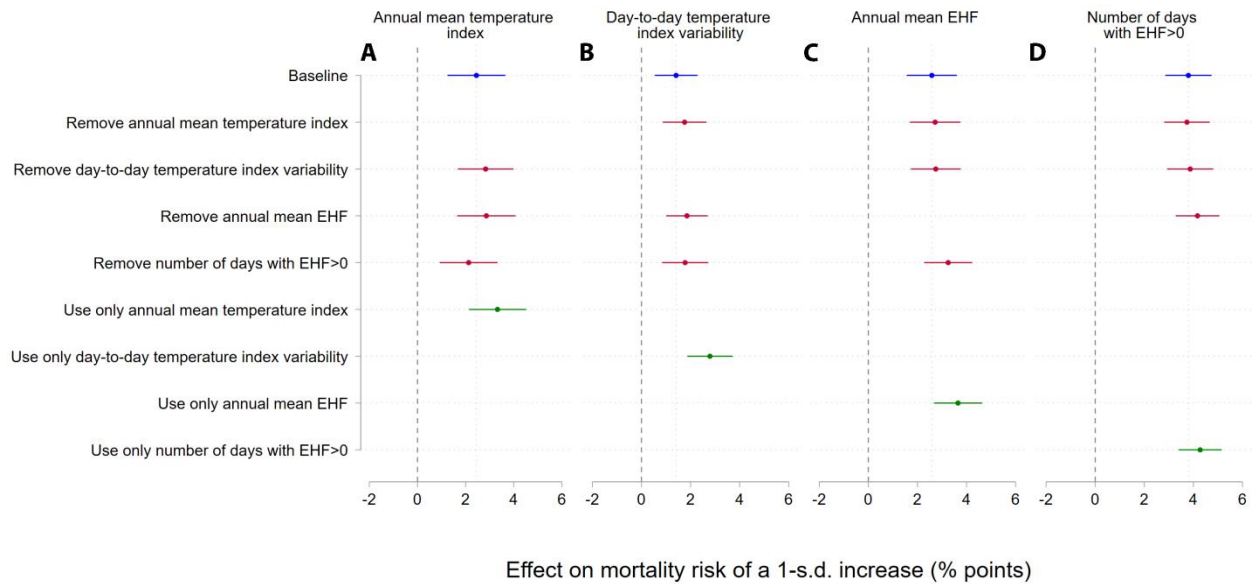 Annual mean temperature
index
Day-to-day temperature
index variability
Annual mean EHF
Number of days
with EHF>0
A
B
C
D
Baseline
Remove annual mean temperature index
Remove day-to-day temperature index variability
Remove annual mean EHF
Remove number of days with EHF>0
Use only annual mean temperature index
Use only day-to-day temperature index variability
Use only annual mean EHF
Use only number of days with EHF>0
-2 0 2 4 6
-2 0 2 4 6
-2 0 2 4 6
-2 0 2 4 6
Effect on mortality risk of a 1-s.d. increase (% points)